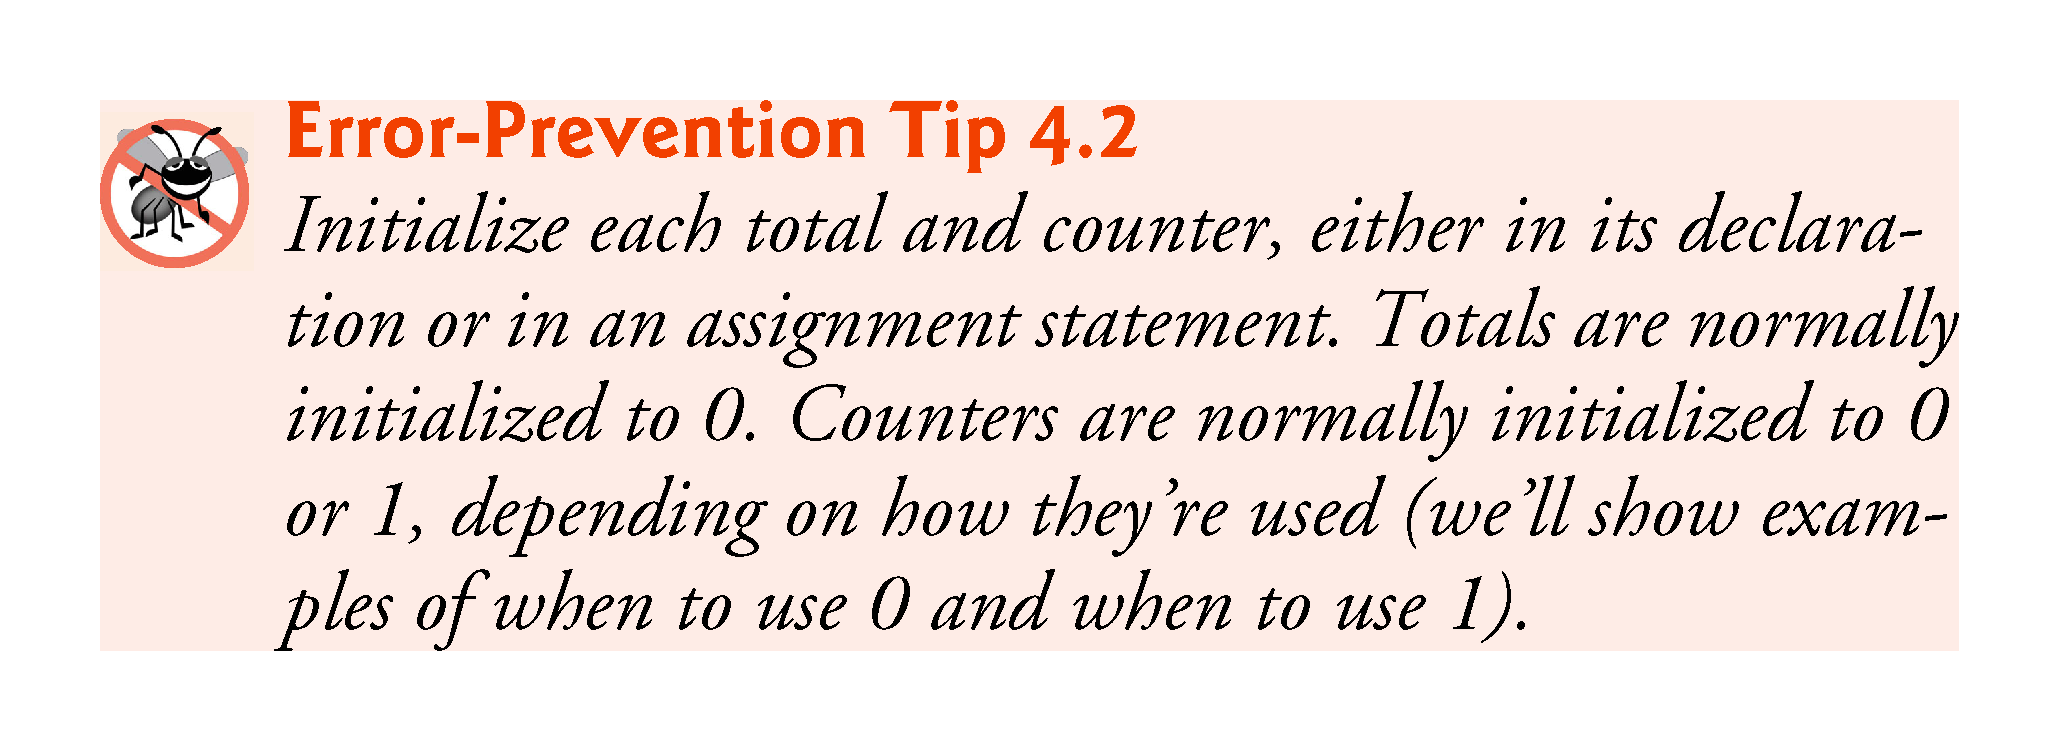 Error-Prevention Tip 4.2
Initialize each total and counter, either in its declara-
tion or in an assignment statement. Totals are normally
initialized to 0. Counters are normally initialized to 0
or 1, depending on how they’re used (we’ll show exam-
ples of when to use 0 and when to use 1).